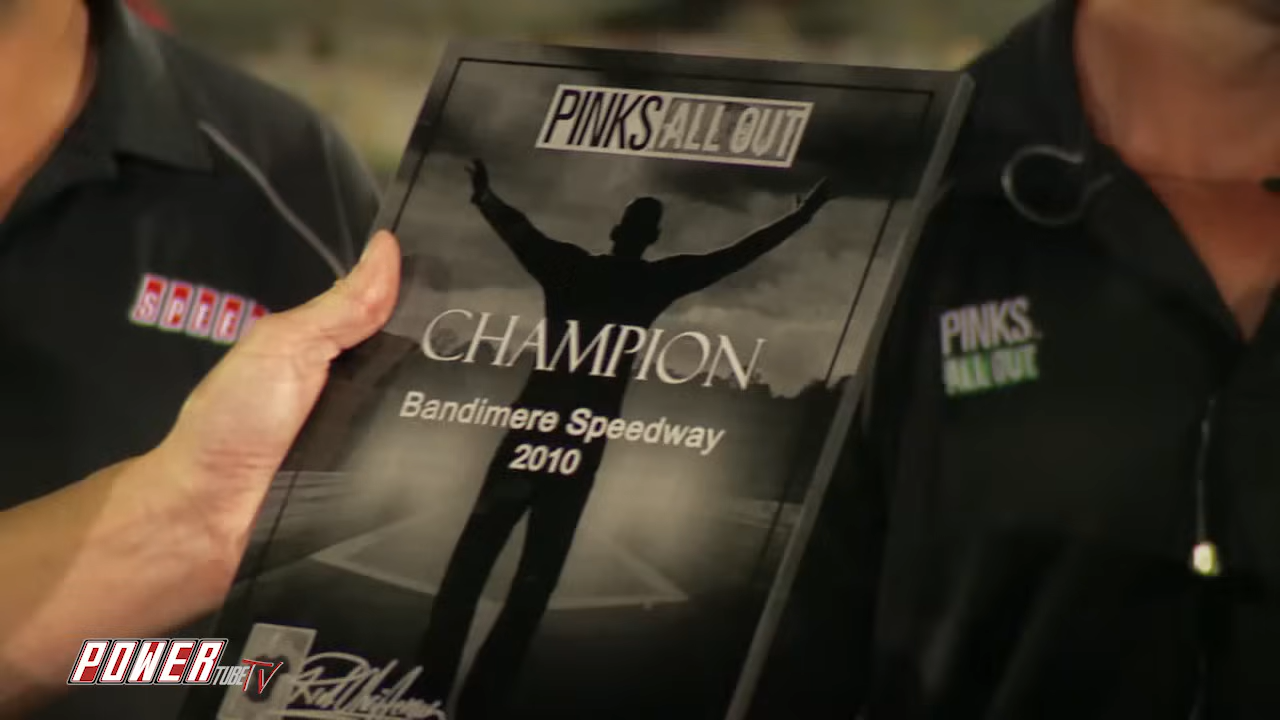 PINKS ALL OUT
CHAMPION
Bandimere Speedway
2010
PINKS
ALL OUT
POWER TUBE TV